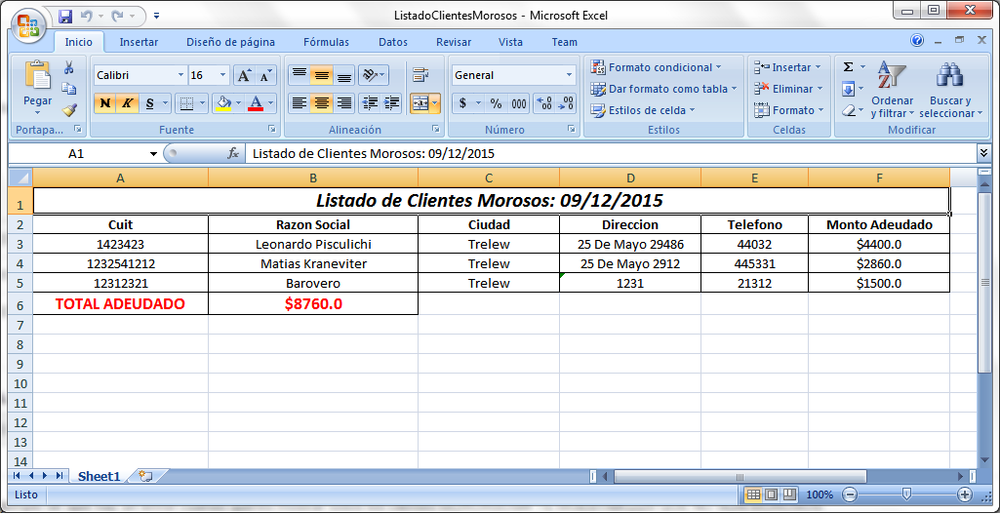 ListadoClientesMorosos - Microsoft Excel
Inicio Insertar Diseño de página Fórmulas Datos Revisar Vista Team
Pegar
Calibri 16 A A
N K S A
General
$ % 000 ,00 ,00
Formato condicional
Dar formato como tabla
Estilos de celda
Insertar
Eliminar
Formato
Σ
Ordenar y filtrar
Buscar y seleccionar
Portapa... Fuente Alineación Número Estilos Celdas Modificar
A1 fx Listado de Clientes Morosos: 09/12/2015
A B C D E F
1 Listado de Clientes Morosos: 09/12/2015
2 Cuit Razon Social Ciudad Direccion Telefono Monto Adeudado
3 1423423 Leonardo Pisculichi Trelew 25 De Mayo 29486 44032 $4400.0
4 1232541212 Matias Kraneviter Trelew 25 De Mayo 2912 445331 $2860.0
5 12312321 Barovero Trelew 1231 21312 $1500.0
6 TOTAL ADEUDADO $8760.0
7
8
9
10
11
12
13
14
Sheet1
Listo 100%